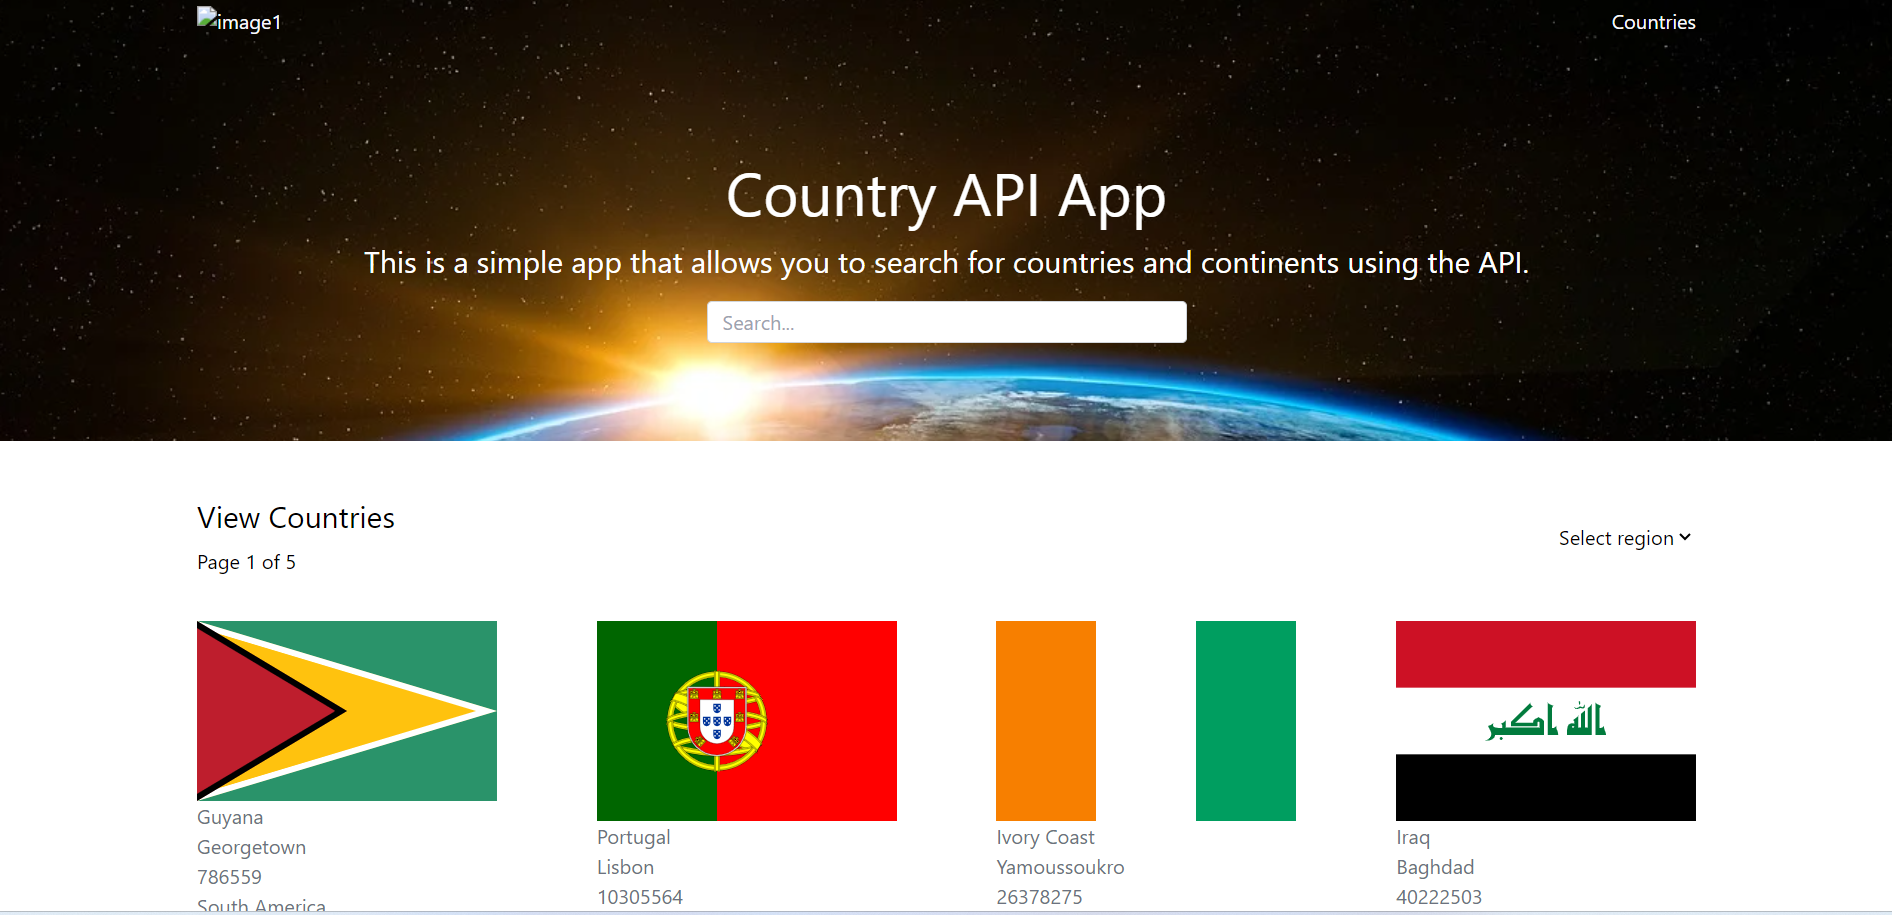 image1
Countries
Country API App
This is a simple app that allows you to search for countries and continents using the API.
Search...
View Countries
Page 1 of 5
Select region
الله اكبر
Guyana
Georgetown
786559
South America
Portugal
Lisbon
10305564
Ivory Coast
Yamoussoukro
26378275
Iraq
Baghdad
40222503